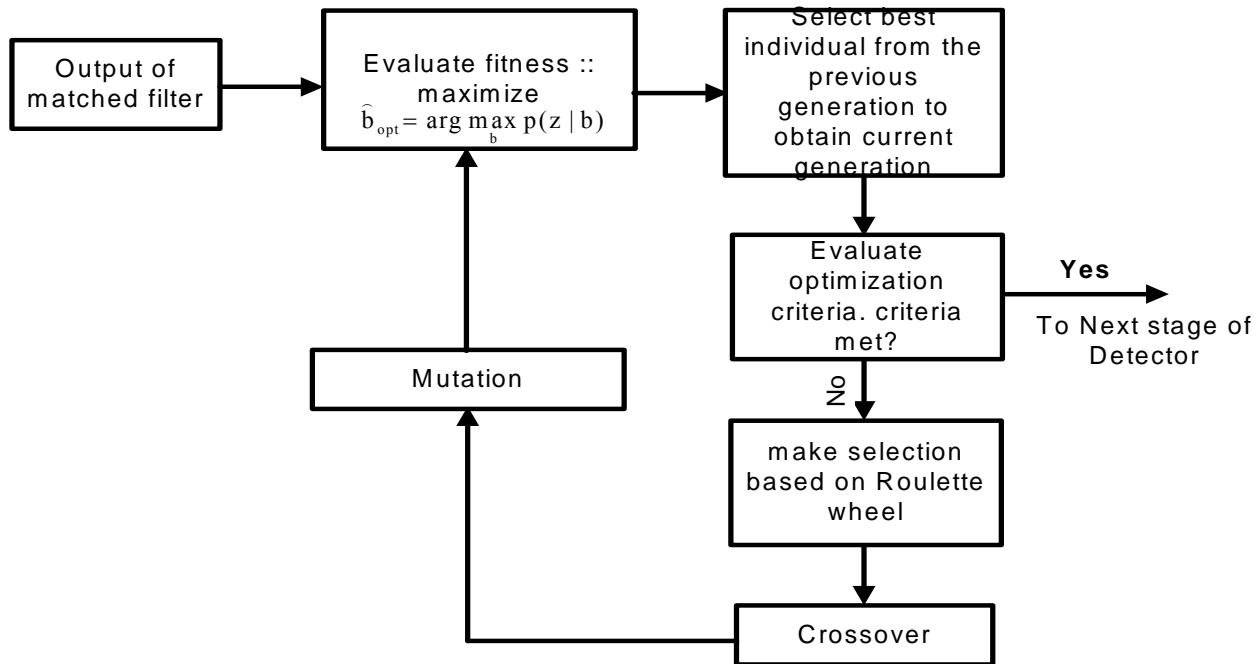 Output of
matched filter
Evaluate fitness ::
maximize
b̂ opt = arg max p(z | b)
b
Select best
individual from the
previous
generation to
obtain current
generation
Evaluate
optimization
criteria. criteria
met?
Yes
To Next stage of
Detector
No
make selection
based on Roulette
wheel
Crossover
Mutation